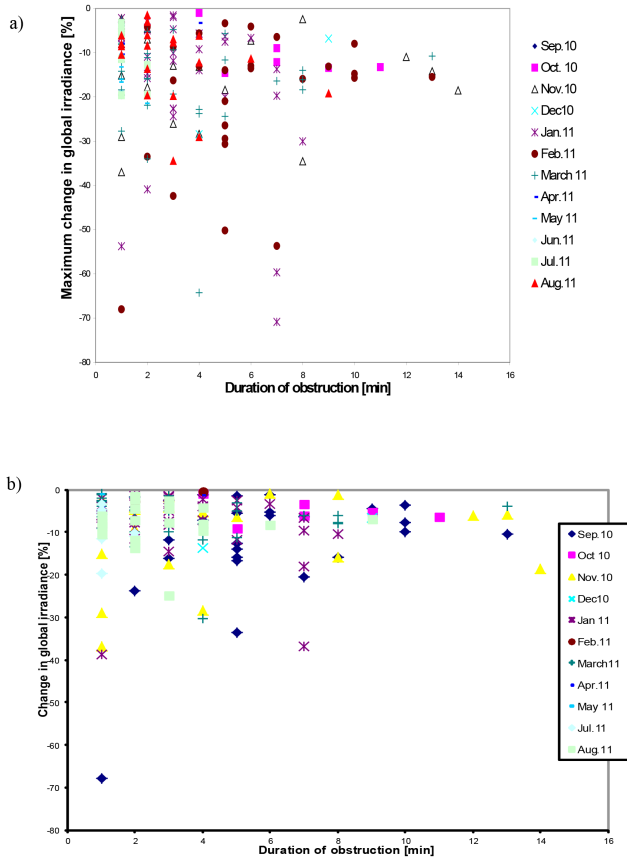 a)
Maximum change in global irradiance [%]
0
-10
-20
-30
-40
-50
-60
-70
-80
0 2 4 6 8 10 12 14 16
Duration of obstruction [min]
Sep.10
Oct. 10
Nov.10
Dec10
Jan.11
Feb.11
March 11
Apr.11
May 11
Jun.11
Jul.11
Aug.11
b)
Change in global irradiance [%]
0
-10
-20
-30
-40
-50
-60
-70
-80
0 2 4 6 8 10 12 14 16
Duration of obstruction [min]
Sep.10
Oct 10
Nov.10
Dec10
Jan 11
Feb.11
March11
Apr.11
May 11
Jul.11
Aug.11